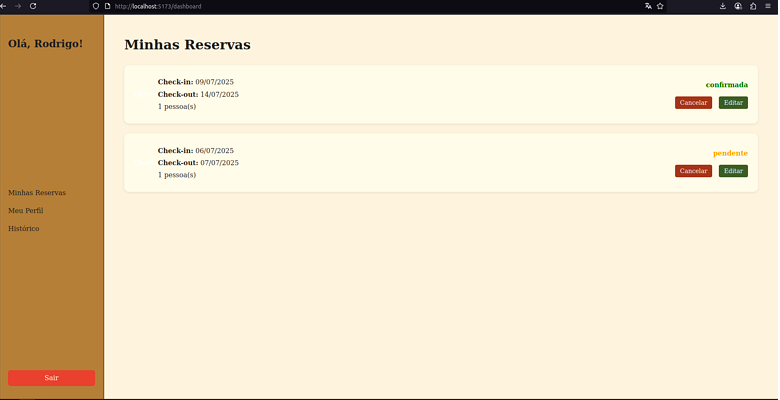 http://localhost:5173/dashboard
Olá, Rodrigo!
Minhas Reservas
Meu Perfil
Histórico
Sair
Minhas Reservas
Check-in: 09/07/2025
Check-out: 14/07/2025
1 pessoa(s)
confirmada
Cancelar Editar
Check-in: 06/07/2025
Check-out: 07/07/2025
1 pessoa(s)
pendente
Cancelar Editar